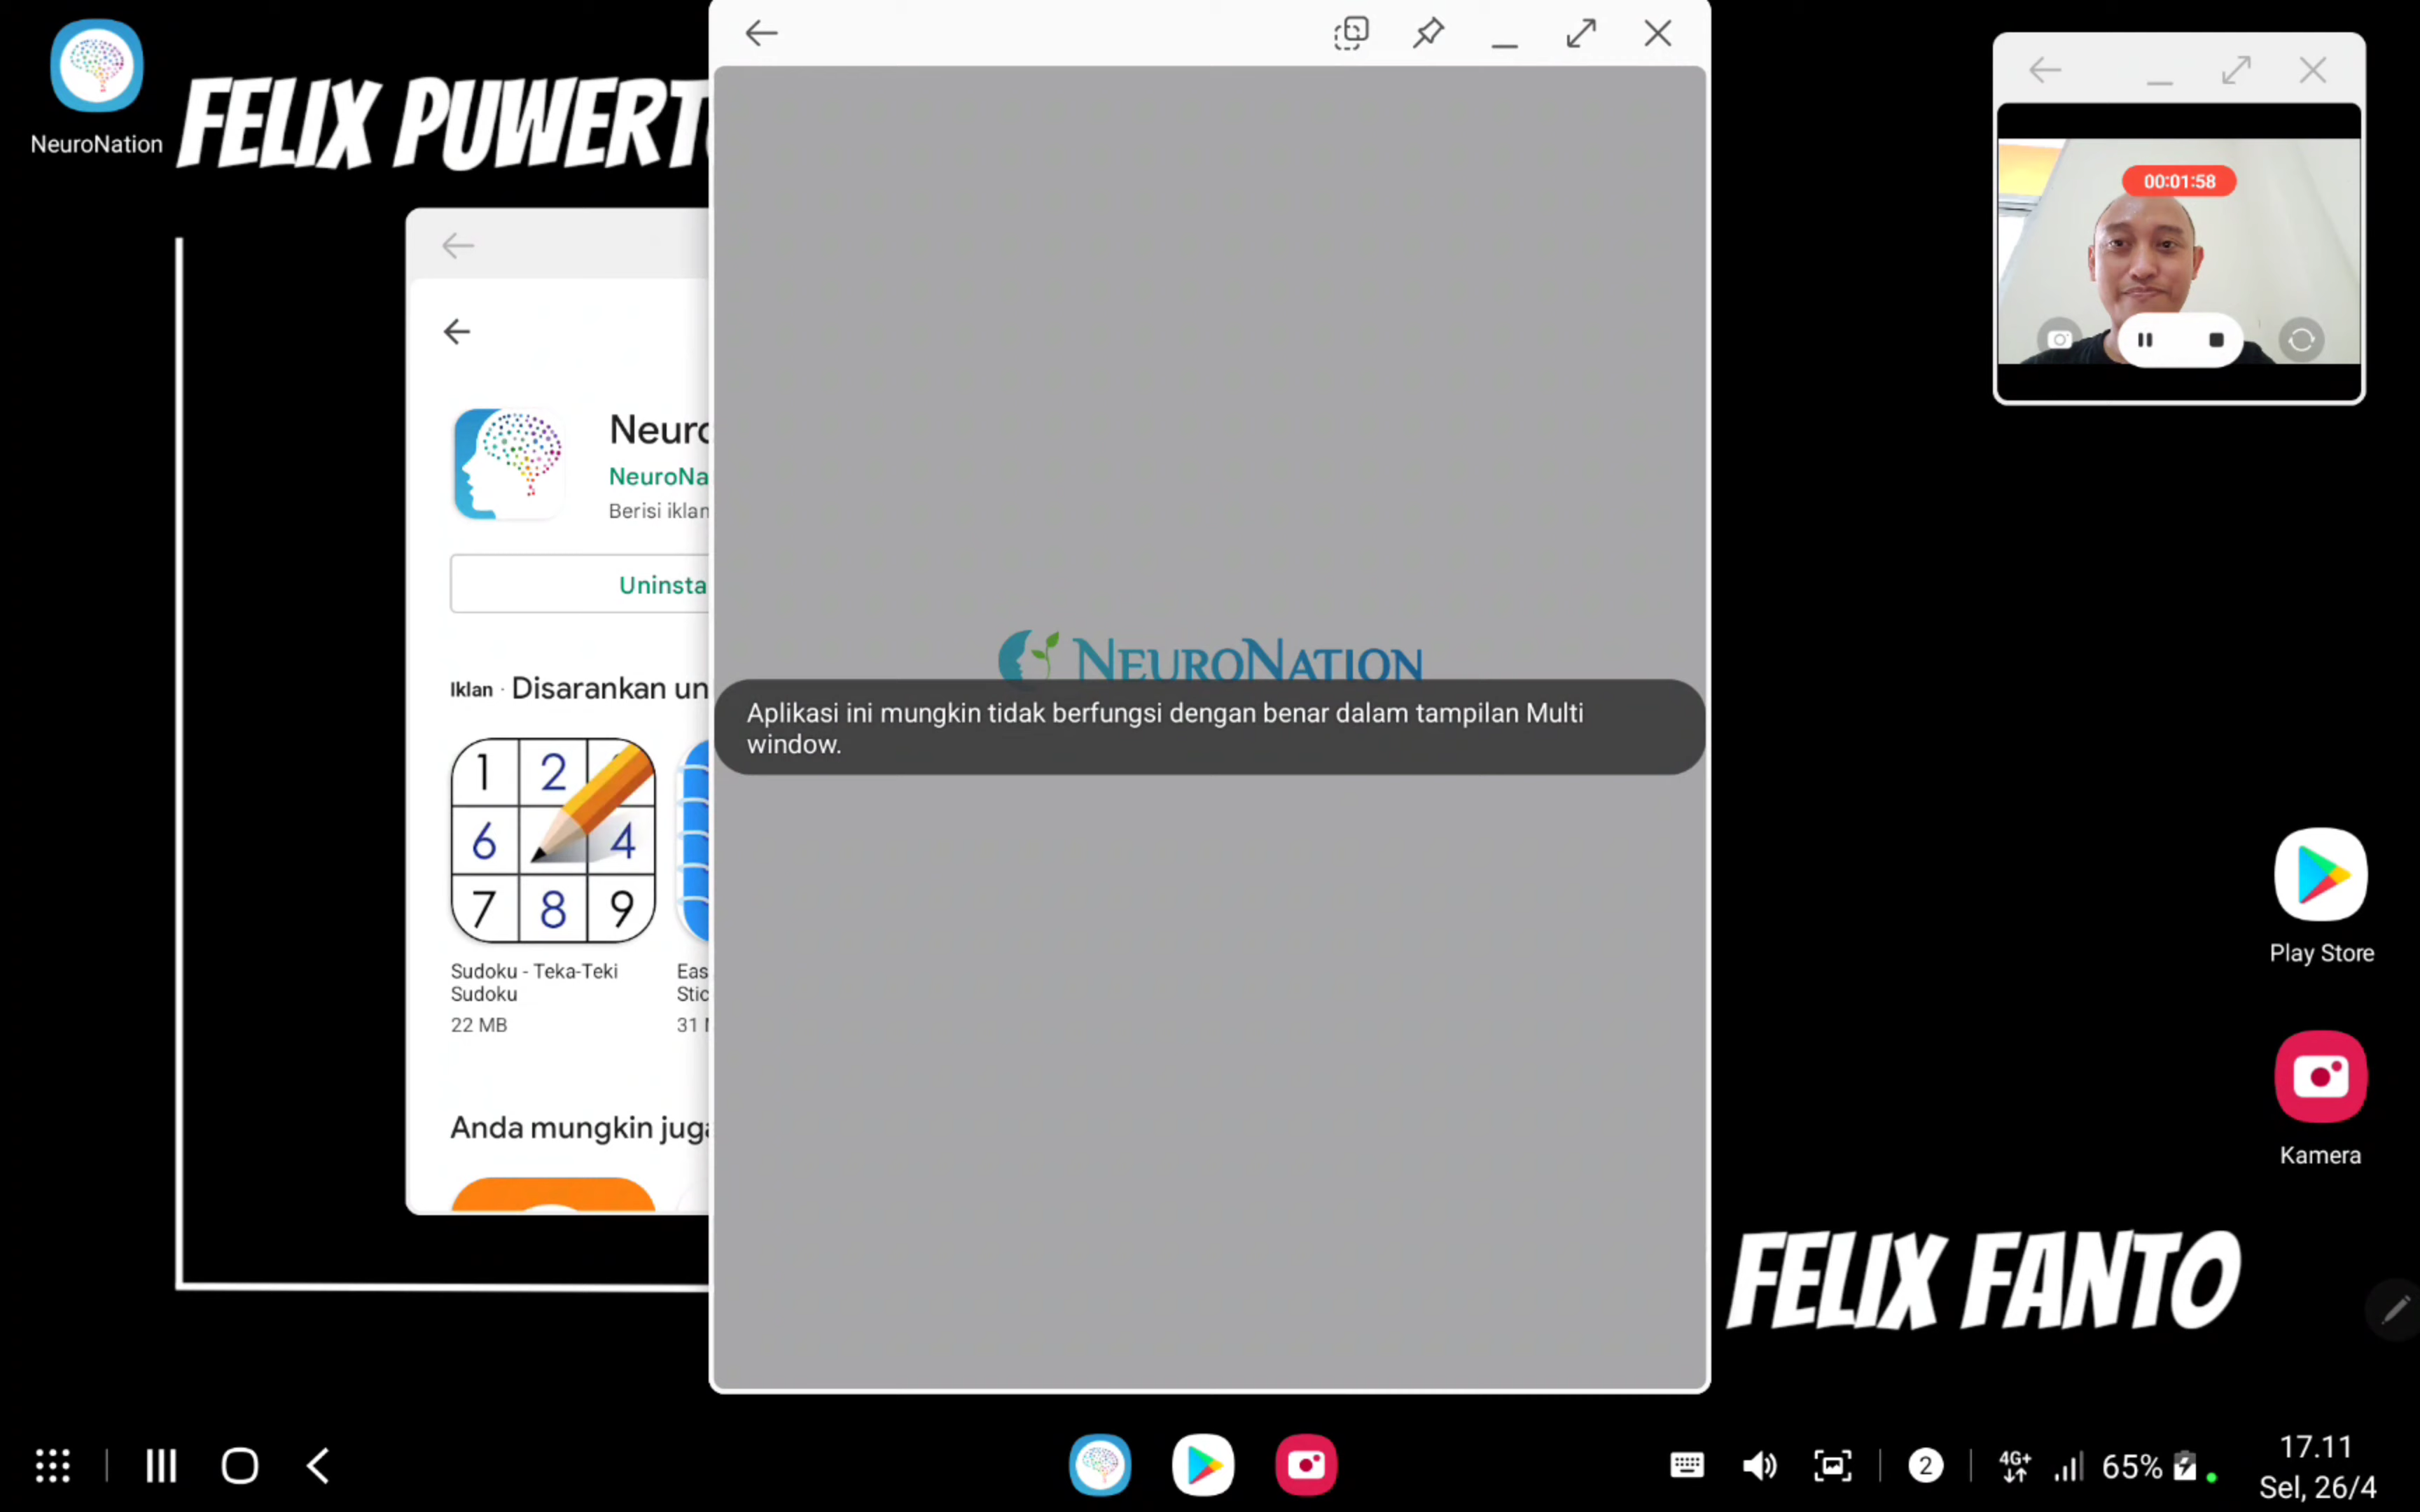 NeuroNation
FELIX PUWERT
00:01:58
Neuro
NeuroNa
Berisi iklan
Uninsta
Iklan · Disarankan un
1 2
6 4
7 8 9
Sudoku - Teka-Teki
Sudoku
22 MB
Eas
Stic
31
Anda mungkin juga
NEURONATION
Aplikasi ini mungkin tidak berfungsi dengan benar dalam tampilan Multi
window.
Play Store
Kamera
FELIX FANTO
2
4G+
65%
17.11
Sel, 26/4